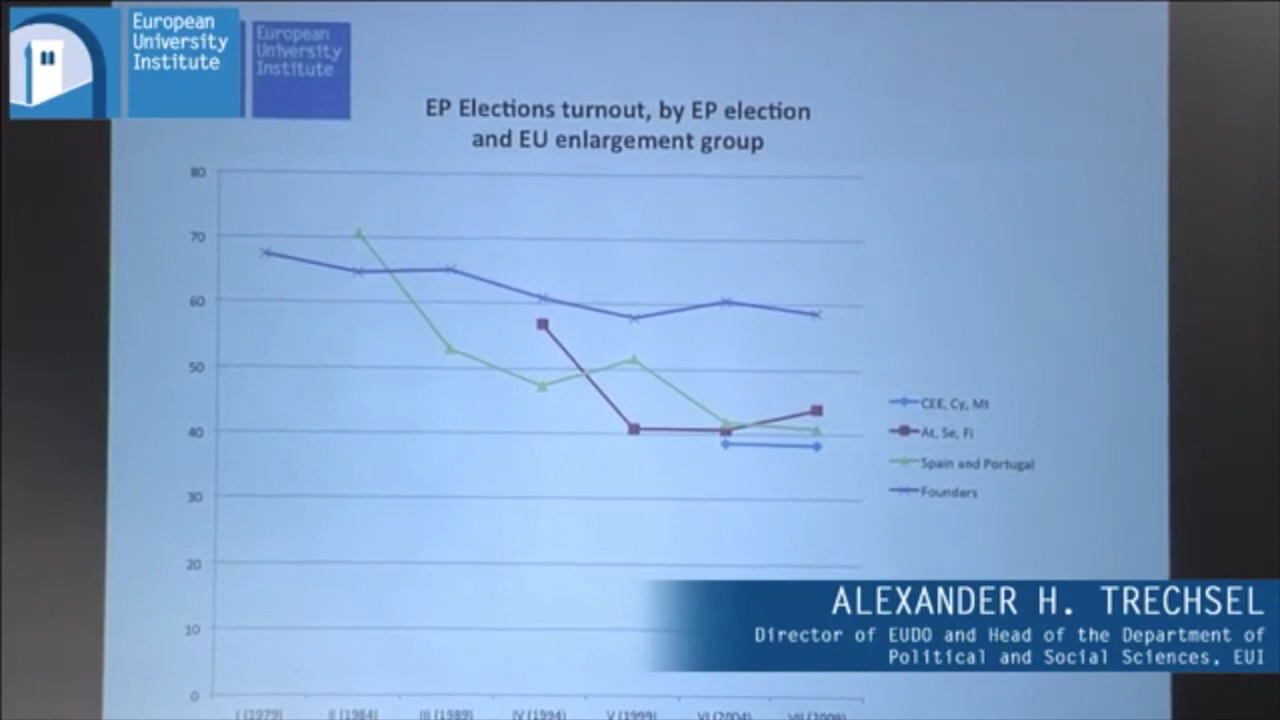 European
University
Institute
European
University
Institute
EP Elections turnout, by EP election
and EU enlargement group
80
70
60
50
40
30
20
10
0
CEE, Cy, Mt
At, Se, Fi
Spain and Portugal
Founders
I (1979)
II (1984)
III (1989)
IV (1994)
V (1999)
VI (2004)
VII (2009)
ALEXANDER H. TRECHSEL
Director of EUDO and Head of the Department of
Political and Social Sciences, EUI